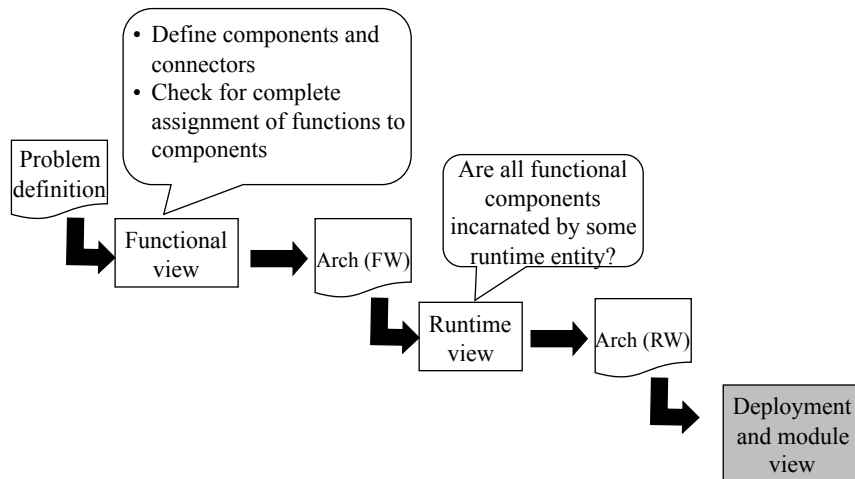 • Define components and
connectors
• Check for complete
assignment of functions to
components
Problem
definition
Functional
view
Arch (FW)
Are all functional
components
incarnated by some
runtime entity?
Runtime
view
Arch (RW)
Deployment
and module
view